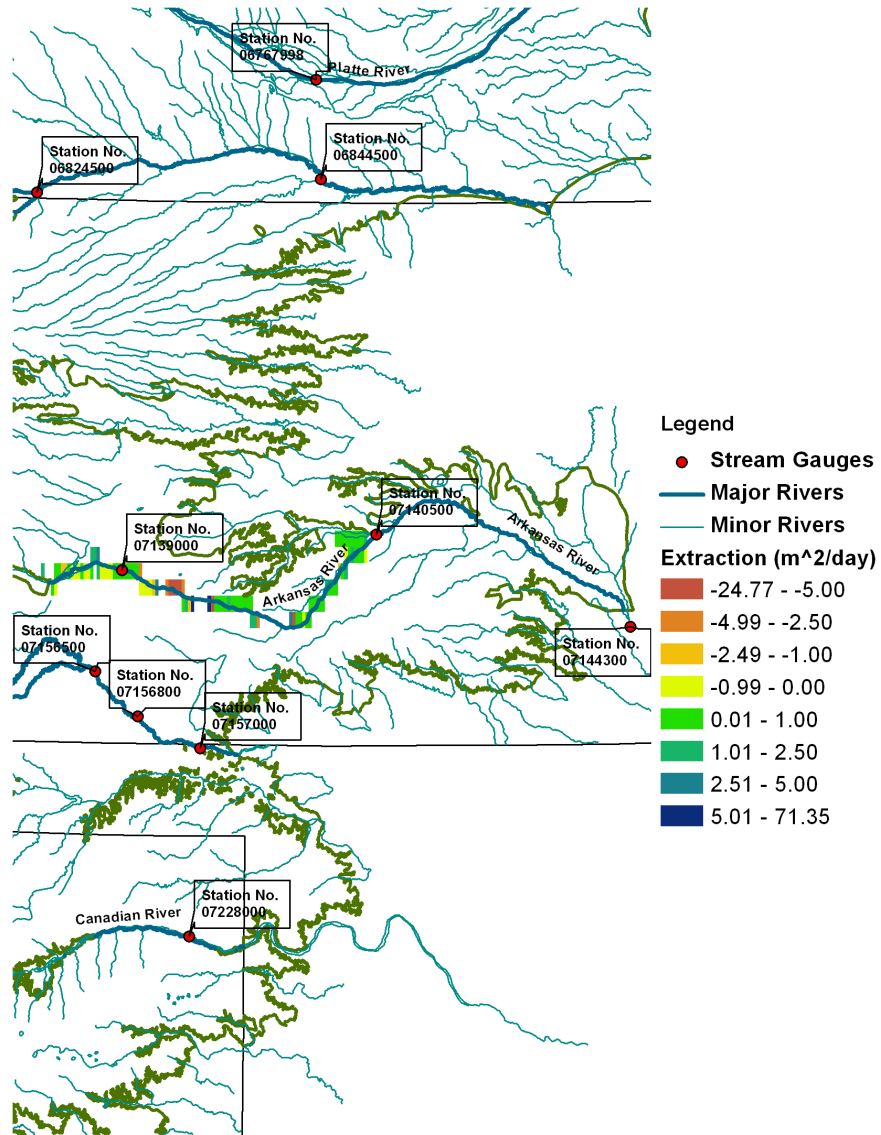 Station No.
06767998
Platte River
Station No.
06824500
Station No.
06844500
Legend
Stream Gauges
Major Rivers
Minor Rivers
Extraction (m^2/day)
-24.77 - -5.00
-4.99 - -2.50
-2.49 - -1.00
-0.99 - 0.00
0.01 - 1.00
1.01 - 2.50
2.51 - 5.00
5.01 - 71.35
Station No.
07140500
Station No.
07139000
Arkansas River
Arkansas River
Station No.
07156500
Station No.
07144300
Station No.
07156800
Station No.
07157000
Station No.
07228000
Canadian River